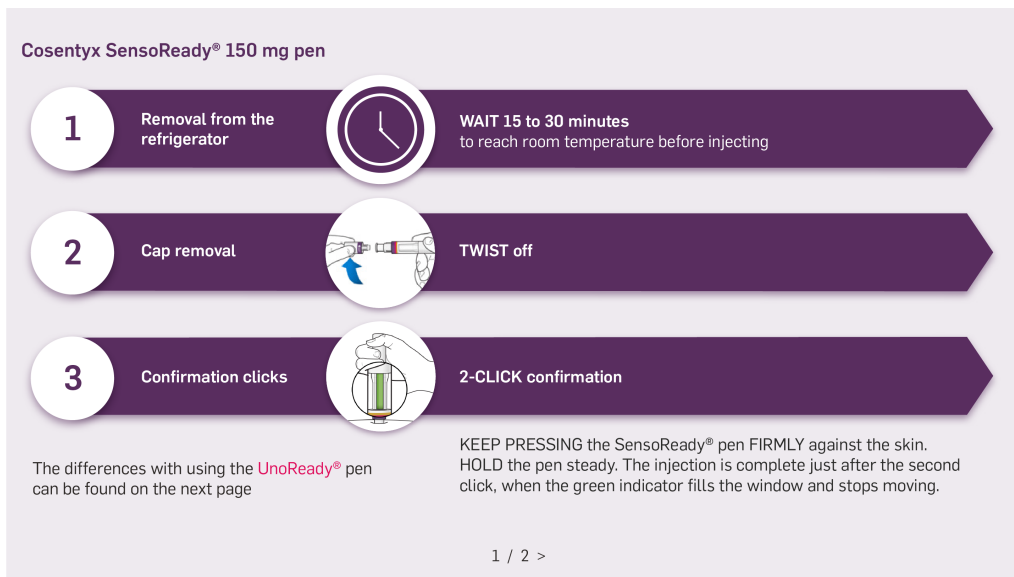 Cosentyx SensoReady® 150 mg pen
1
Removal from the
refrigerator
WAIT 15 to 30 minutes
to reach room temperature before injecting
2
Cap removal
TWIST off
3
Confirmation clicks
2-CLICK confirmation
The differences with using the UnoReady® pen
can be found on the next page
KEEP PRESSING the SensoReady® pen FIRMLY against the skin.
HOLD the pen steady. The injection is complete just after the second
click, when the green indicator fills the window and stops moving.
1 / 2 >